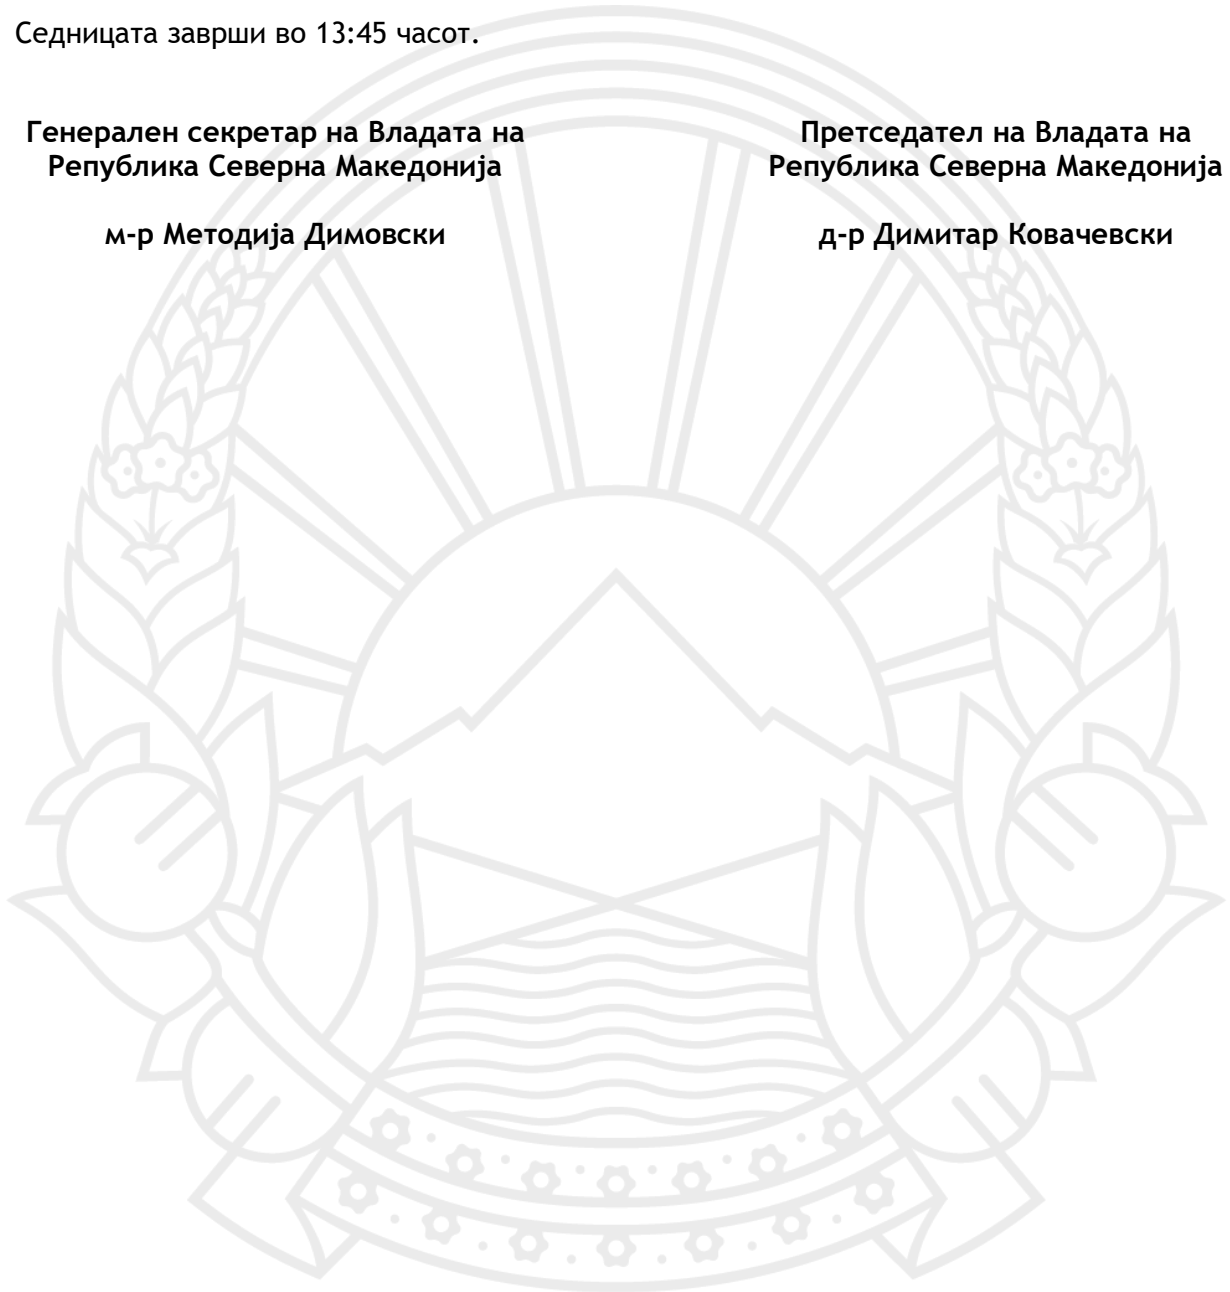 Седницата заврши во 13:45 часот.
Генерален секретар на Владата на
Република Северна Македонија
м-р Методија Димовски
Претседател на Владата на
Република Северна Македонија
д-р Димитар Ковачевски